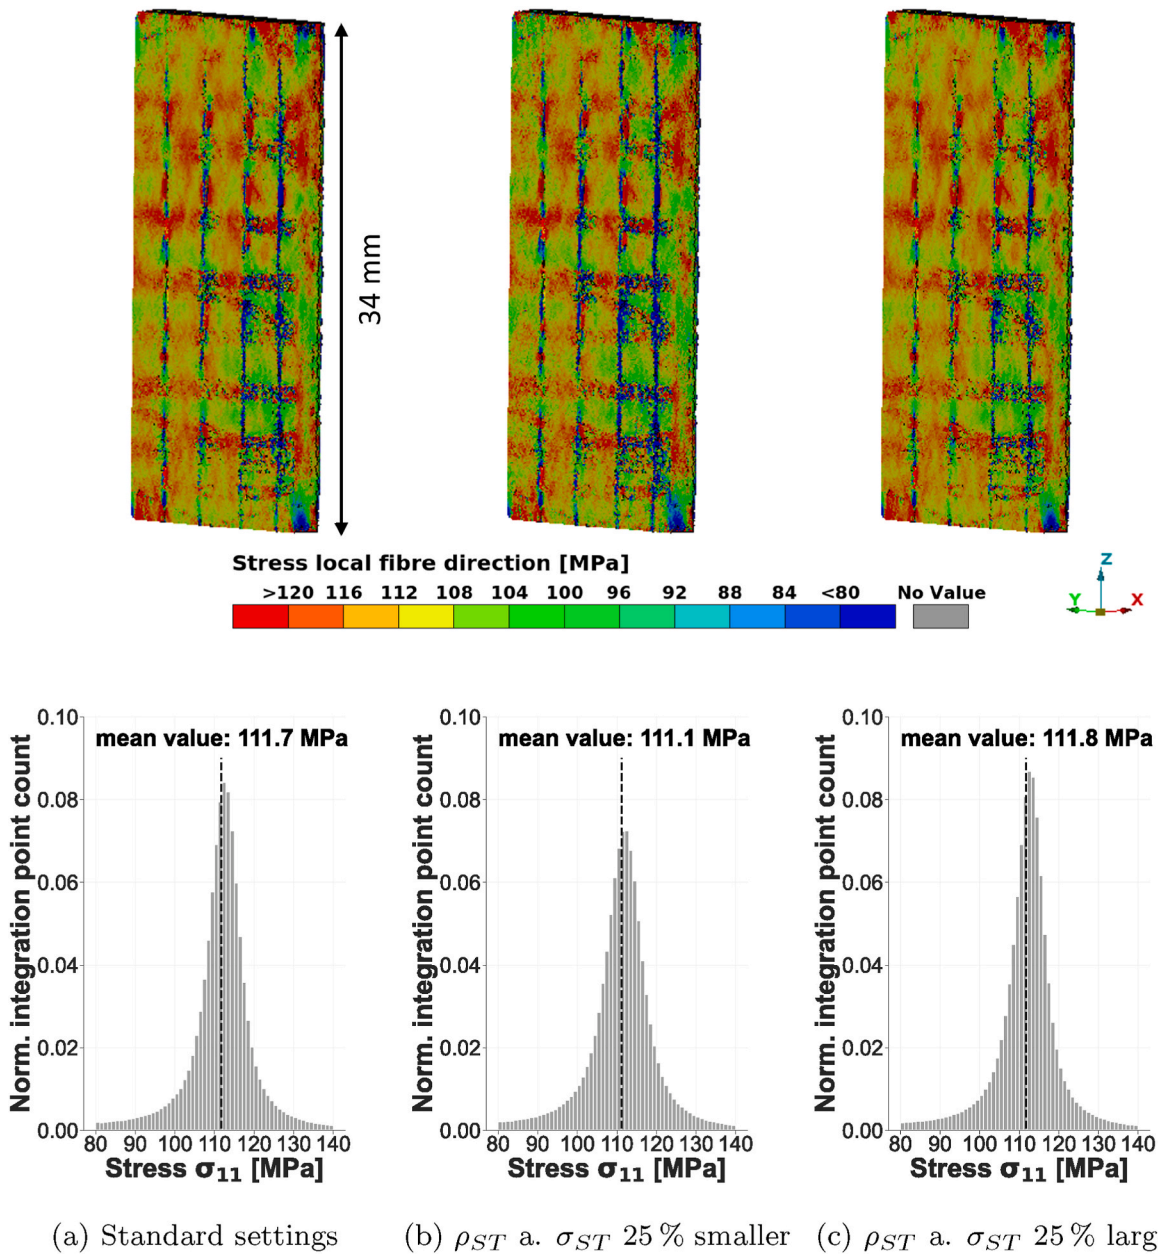 34 mm
Stress local fibre direction [MPa]
>120 116 112 108 104 100 96 92 88 84 <80 No Value
Z
Y X
mean value: 111.7 MPa
Norm. integration point count
0.10
0.08
0.06
0.04
0.02
0.00
80 90 100 110 120 130 140
Stress σ11 [MPa]
(a) Standard settings
mean value: 111.1 MPa
Norm. integration point count
0.10
0.08
0.06
0.04
0.02
0.00
80 90 100 110 120 130 140
Stress σ11 [MPa]
(b) ρST a. σST 25 % smaller
mean value: 111.8 MPa
Norm. integration point count
0.10
0.08
0.06
0.04
0.02
0.00
80 90 100 110 120 130 140
Stress σ11 [MPa]
(c) ρST a. σST 25 % larg